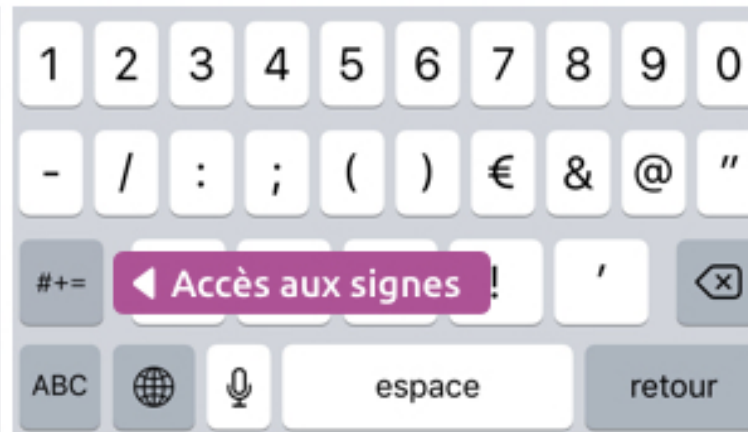 1 2 3 4 5 6 7 8 9 0
- / : ; ( ) € & @ "
#+= Accès aux signes ! '
ABC espace retour